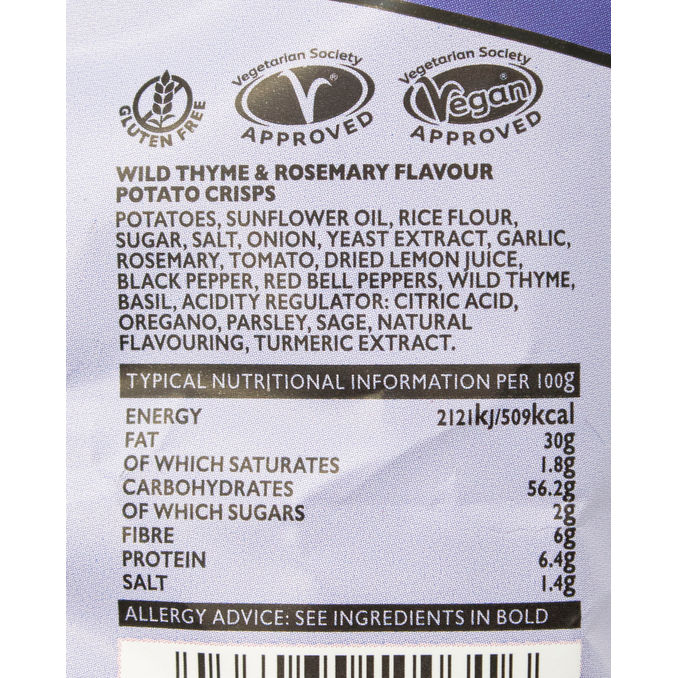 GLUTEN FREE
Vegetarian Society
V®
APPROVED
Vegetarian Society
Vegan®
APPROVED
WILD THYME & ROSEMARY FLAVOUR
POTATO CRISPS
POTATOES, SUNFLOWER OIL, RICE FLOUR,
SUGAR, SALT, ONION, YEAST EXTRACT, GARLIC,
ROSEMARY, TOMATO, DRIED LEMON JUICE,
BLACK PEPPER, RED BELL PEPPERS, WILD THYME,
BASIL, ACIDITY REGULATOR: CITRIC ACID,
OREGANO, PARSLEY, SAGE, NATURAL
FLAVOURING, TURMERIC EXTRACT.
TYPICAL NUTRITIONAL INFORMATION PER 100g
ENERGY 2121kJ/509kcal
FAT 30g
OF WHICH SATURATES 1.8g
CARBOHYDRATES 56.2g
OF WHICH SUGARS 2g
FIBRE 6g
PROTEIN 6.4g
SALT 1.4g
ALLERGY ADVICE: SEE INGREDIENTS IN BOLD